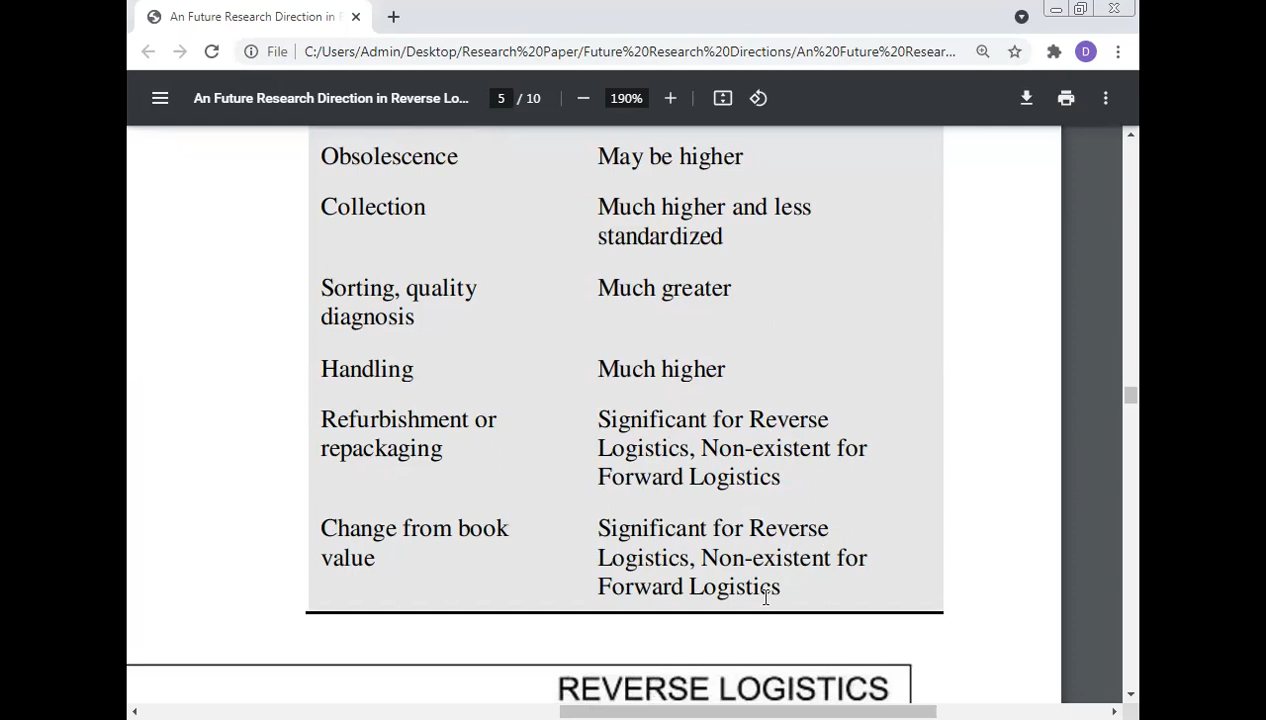 An Future Research Direction in
File C:/Users/Admin/Desktop/Research%20Paper/Future%20Research%20Directions/An%20Future%20Resear...
D
An Future Research Direction in Reverse Lo... 5 / 10 190%
Obsolescence May be higher
Collection Much higher and less
standardized
Sorting, quality Much greater
diagnosis
Handling Much higher
Refurbishment or Significant for Reverse
repackaging Logistics, Non-existent for
Forward Logistics
Change from book Significant for Reverse
value Logistics, Non-existent for
Forward Logistics
REVERSE LOGISTICS